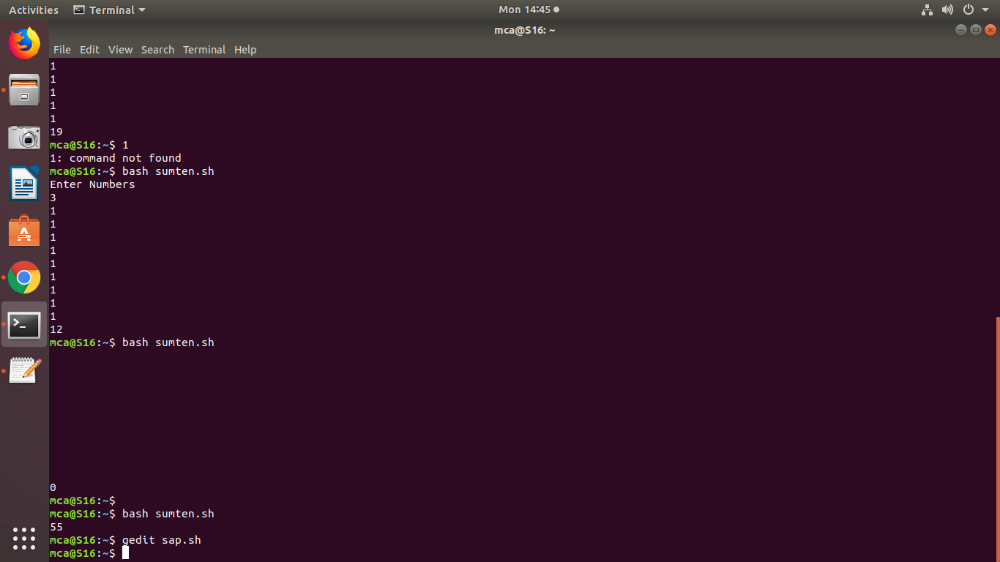 Activities Terminal Mon 14:45
mca@S16: ~
File Edit View Search Terminal Help
1
1
1
1
1
19
mca@S16:~$ 1
1: command not found
mca@S16:~$ bash sumten.sh
Enter Numbers
3
1
1
1
1
1
1
1
1
1
12
mca@S16:~$ bash sumten.sh
0
mca@S16:~$
mca@S16:~$ bash sumten.sh
55
mca@S16:~$ gedit sap.sh
mca@S16:~$